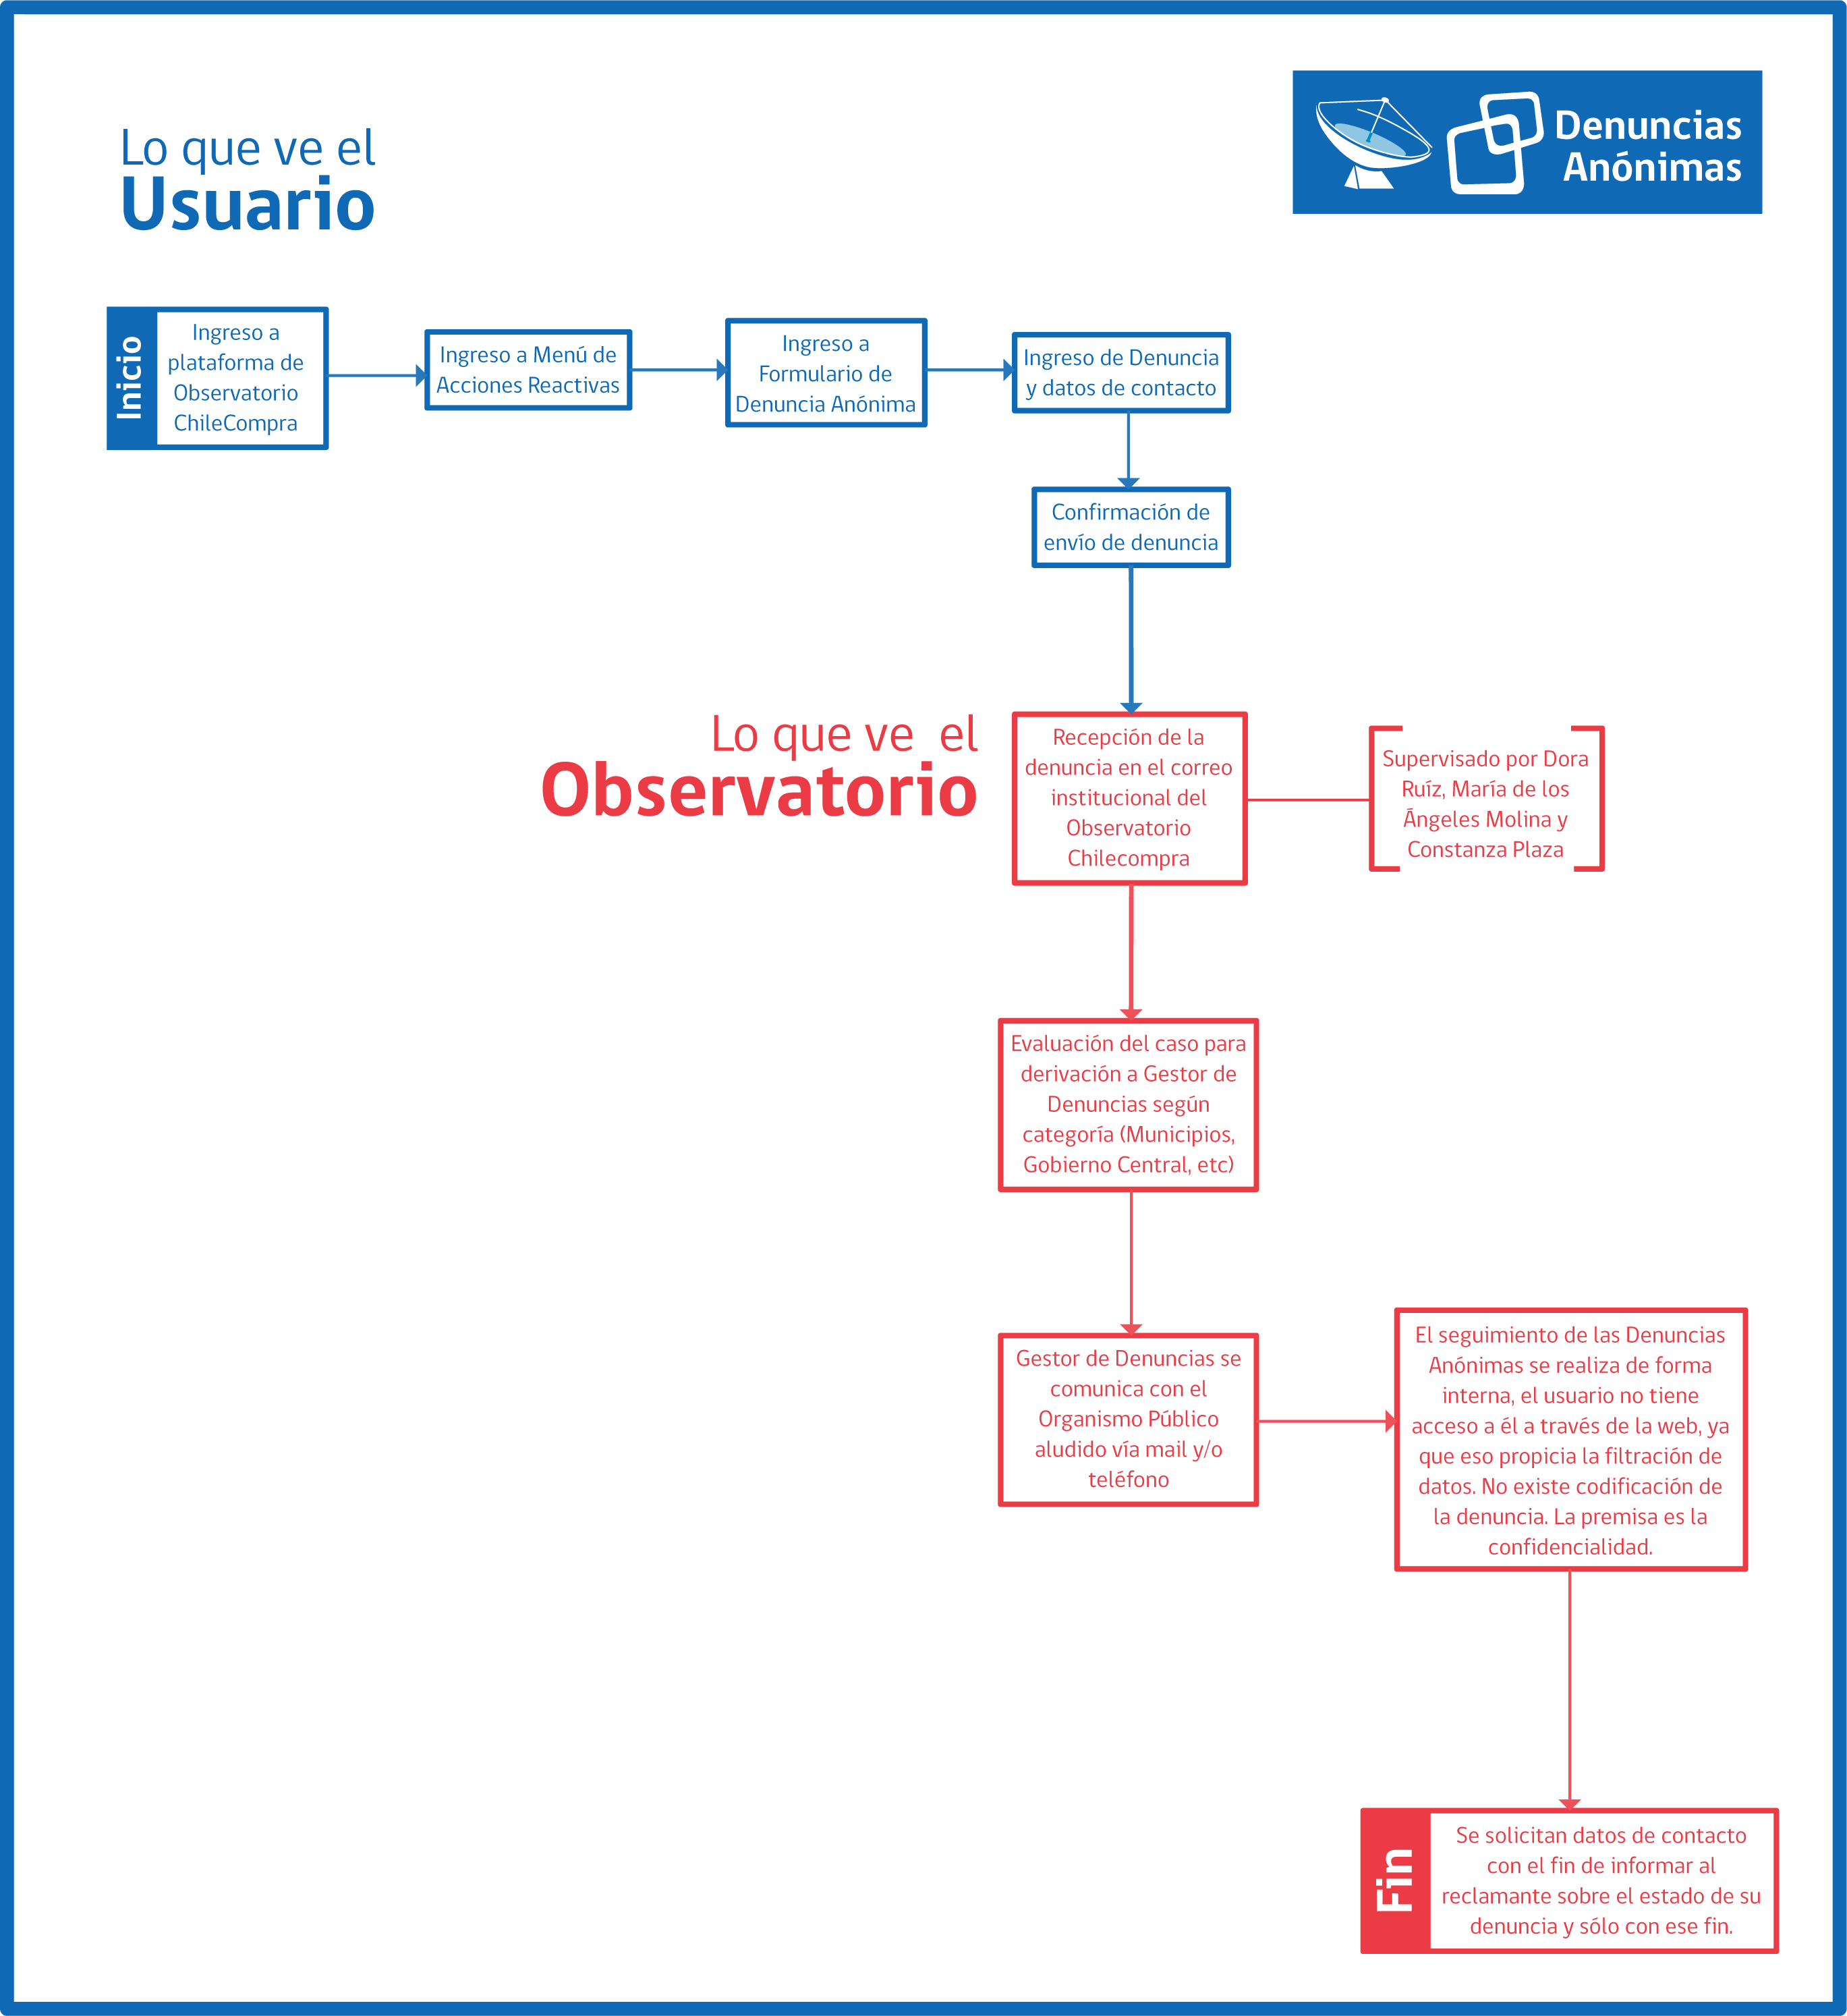 Lo que ve el
Usuario
Denuncias
Anónimas
Inicio
Ingreso a
plataforma de
Observatorio
ChileCompra
Ingreso a Menú de
Acciones Reactivas
Ingreso a
Formulario de
Denuncia Anónima
Ingreso de Denuncia
y datos de contacto
Confirmación de
envío de denuncia
Lo que ve el
Observatorio
Recepción de la
denuncia en el correo
institucional del
Observatorio
Chilecompra
Supervisado por Dora
Ruíz, María de los
Ángeles Molina y
Constanza Plaza
Evaluación del caso para
derivación a Gestor de
Denuncias según
categoría (Municipios,
Gobierno Central, etc)
Gestor de Denuncias se
comunica con el
Organismo Público
aludido vía mail y/o
teléfono
El seguimiento de las Denuncias
Anónimas se realiza de forma
interna, el usuario no tiene
acceso a él a través de la web, ya
que eso propicia la filtración de
datos. No existe codificación de
la denuncia. La premisa es la
confidencialidad.
Fin
Se solicitan datos de contacto
con el fin de informar al
reclamante sobre el estado de su
denuncia y sólo con ese fin.